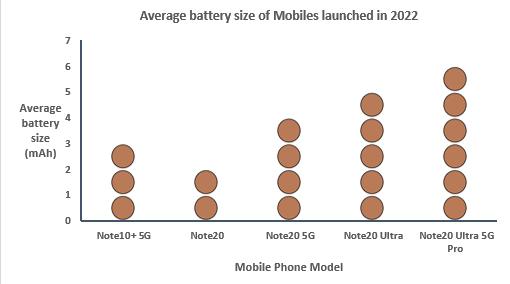 Average battery size of Mobiles launched in 2022
7
6
5
4
3
2
1
0
Average
battery
size
(mAh)
Note10+ 5G
Note20
Note20 5G
Note20 Ultra
Note20 Ultra 5G
Pro
Mobile Phone Model